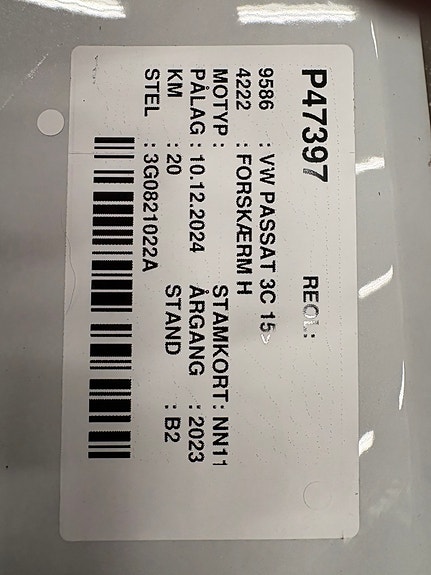 P47397 REOL:
9586 : VW PASSAT 3C 15>
4222 : FORSKÆRM H
MOTYP: STAMKORT: NN11
PÅLAG : 10.12.2024 ÅRGANG : 2023
KM : 20 STAND : B2
STEL : 3G0821022A